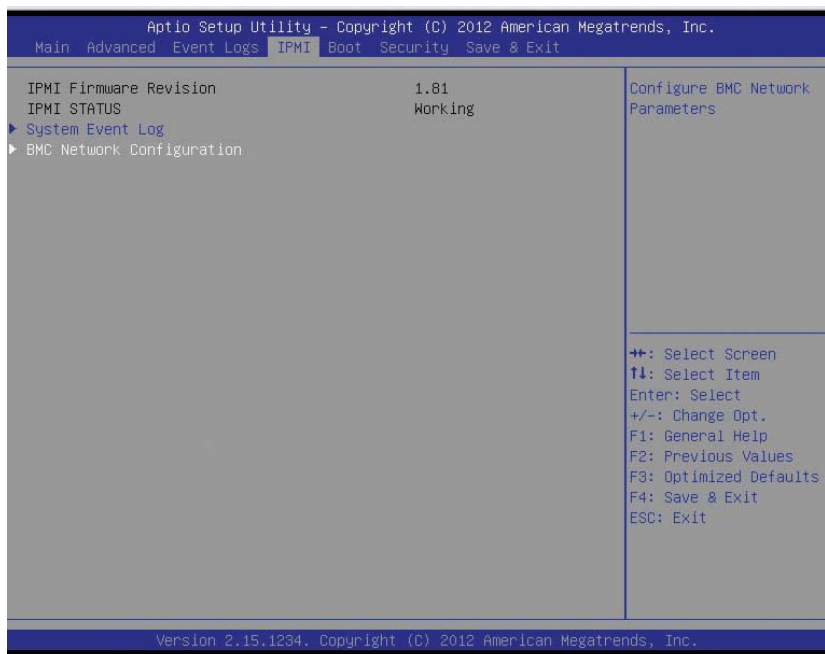 Aptio Setup Utility – Copyright (C) 2012 American Megatrends, Inc.
Main Advanced Event Logs IPMI Boot Security Save & Exit
IPMI Firmware Revision 1.81
IPMI STATUS Working
System Event Log
BMC Network Configuration
Configure BMC Network
Parameters
→←: Select Screen
↑↓: Select Item
Enter: Select
+/-: Change Opt.
F1: General Help
F2: Previous Values
F3: Optimized Defaults
F4: Save & Exit
ESC: Exit
Version 2.15.1234. Copyright (C) 2012 American Megatrends, Inc.